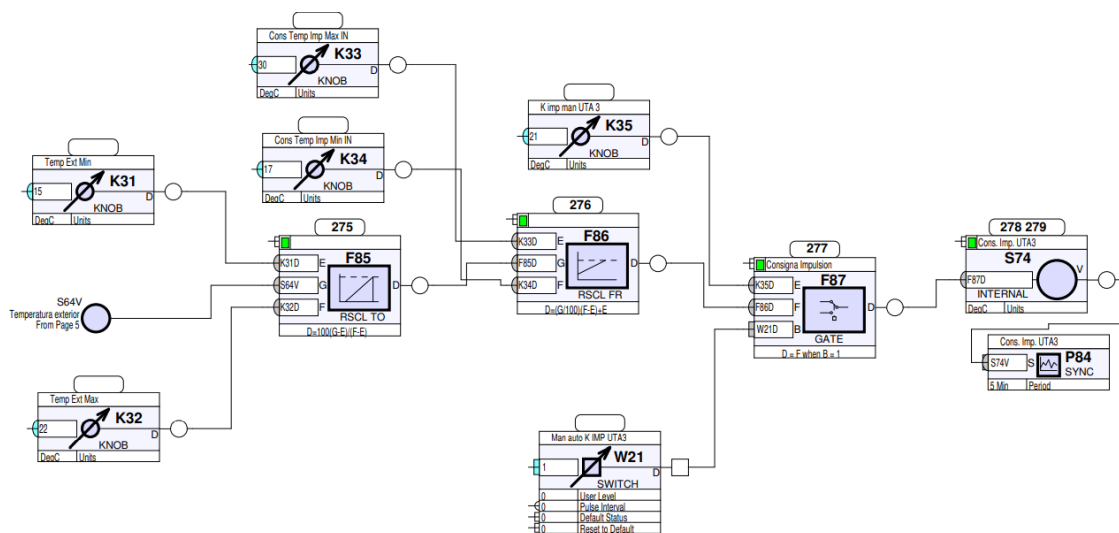 Cons Temp Imp Max IN
30
K33
D
KNOB
DegC Units
Cons Temp Imp Min IN
17
K34
D
KNOB
DegC Units
K imp man UTA 3
21
K35
D
KNOB
DegC Units
Temp Ext Min
15
K31
D
KNOB
DegC Units
275
F85
K31D E
S64V G
D
K32D F
RSCL TO
D=100(G-E)/(F-E)
276
F86
K33D E
F85D G
D
K34D F
RSCL FR
D=(G/100)(F-E)+E
277
Consigna Impulsion
F87
K35D E
F86D F
D
W21D B
GATE
D = F when B = 1
278 279
Cons. Imp. UTA3
S74
V
F87D
INTERNAL
DegC Units
Cons. Imp. UTA3
S74V S
P84
SYNC
5 Min Period
S64V
Temperatura exterior
From Page 5
Temp Ext Max
22
K32
D
KNOB
DegC Units
Man auto K IMP UTA3
1
W21
D
SWITCH
0 User Level
0 Pulse Interval
0 Default Status
0 Reset to Default